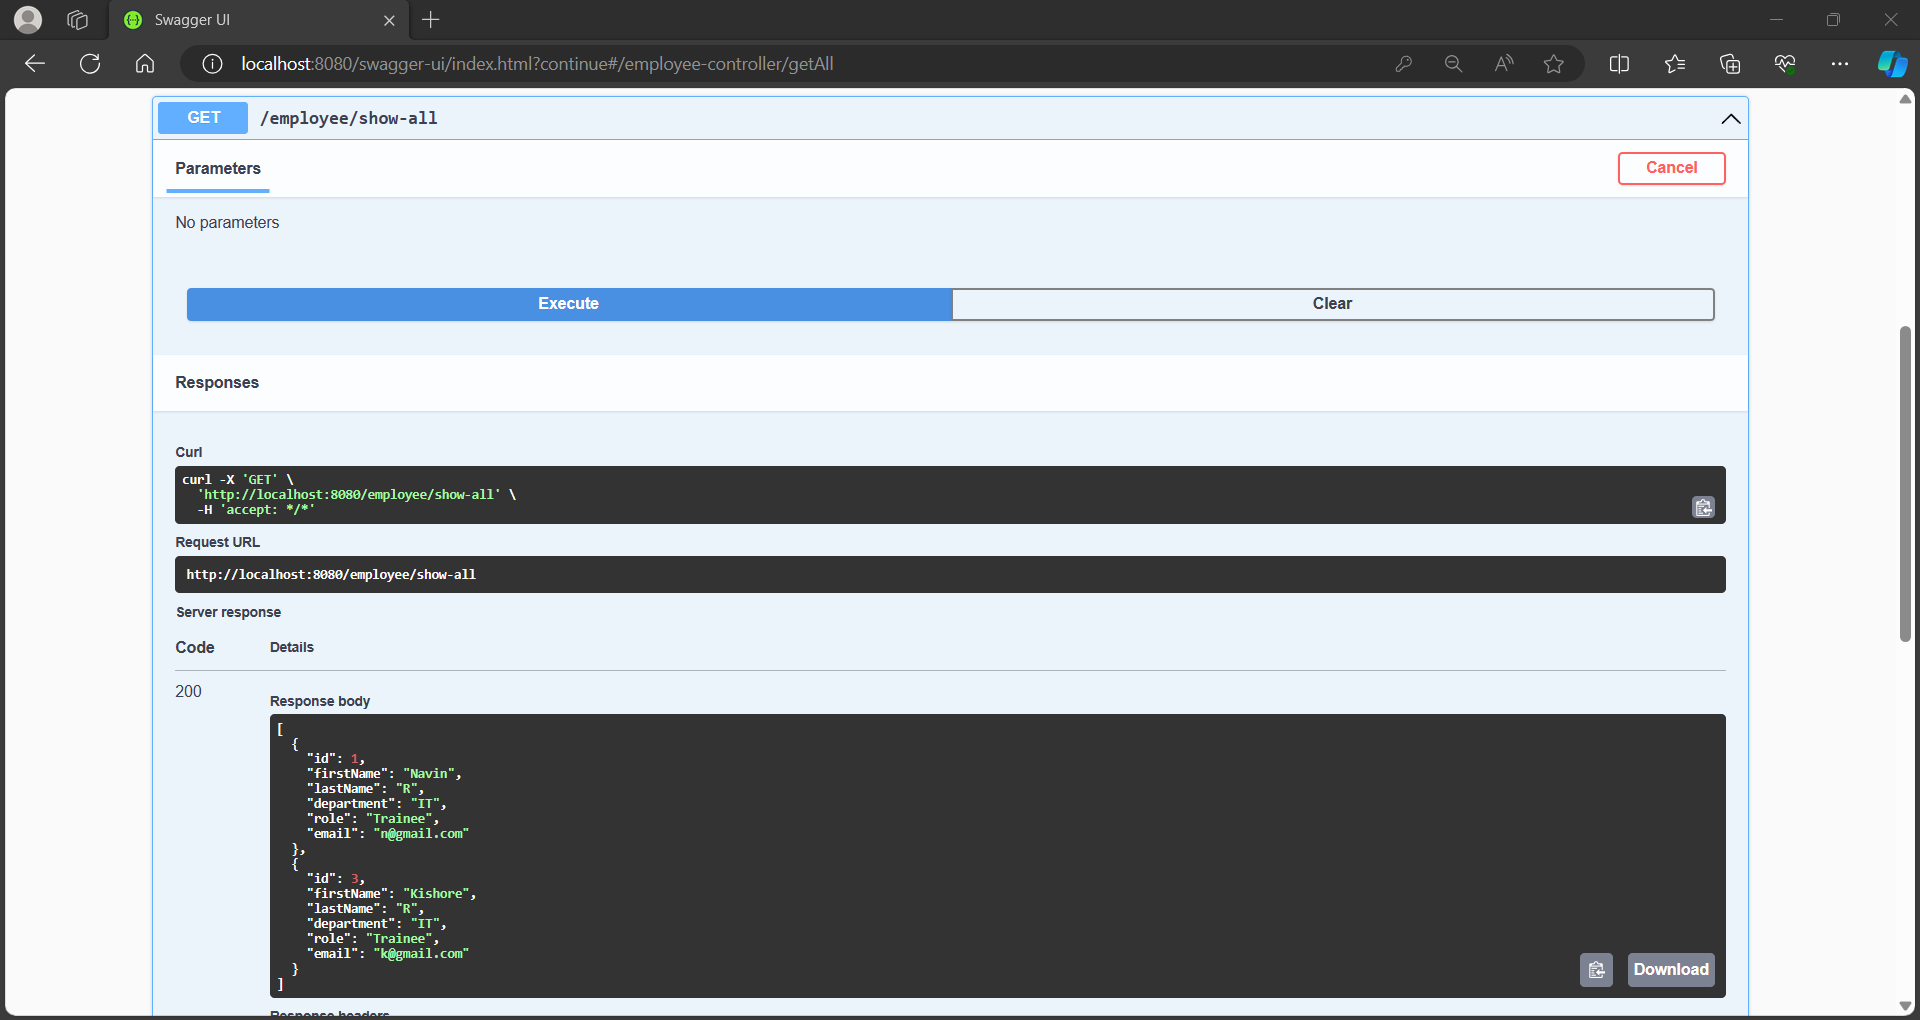 Swagger UI
localhost:8080/swagger-ui/index.html?continue#/employee-controller/getAll
GET /employee/show-all
Parameters
Cancel
No parameters
Execute
Clear
Responses
Curl
curl -X 'GET' \
  'http://localhost:8080/employee/show-all' \
  -H 'accept: */*'
Request URL
http://localhost:8080/employee/show-all
Server response
Code Details
200
Response body
[
  {
    "id": 1,
    "firstName": "Navin",
    "lastName": "R",
    "department": "IT",
    "role": "Trainee",
    "email": "n@gmail.com"
  },
  {
    "id": 3,
    "firstName": "Kishore",
    "lastName": "R",
    "department": "IT",
    "role": "Trainee",
    "email": "k@gmail.com"
  }
]
Download
Response headers